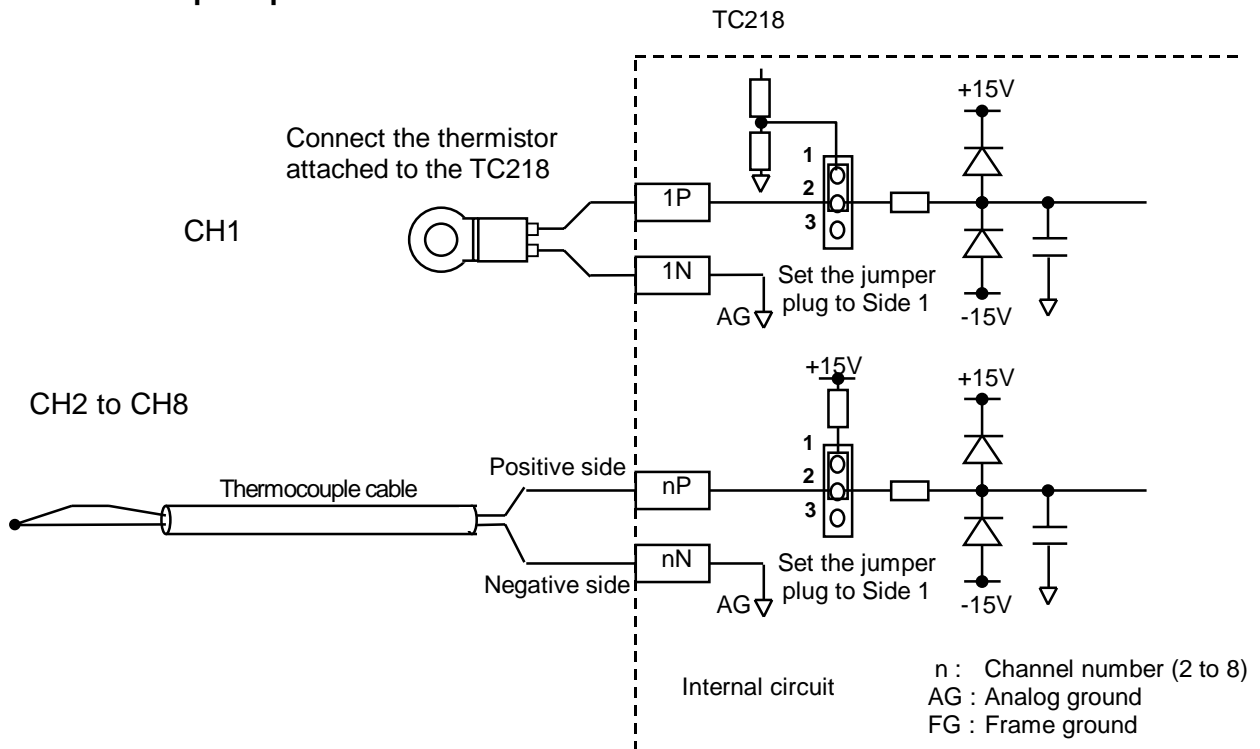 TC218
+15V
Connect the thermistor
attached to the TC218
1
2
3
1P
CH1
1N
Set the jumper
plug to Side 1
AG
-15V
+15V
+15V
CH2 to CH8
1
2
3
Positive side
nP
Thermocouple cable
nN
Negative side
Set the jumper
plug to Side 1
AG
-15V
Internal circuit
n : Channel number (2 to 8)
AG : Analog ground
FG : Frame ground